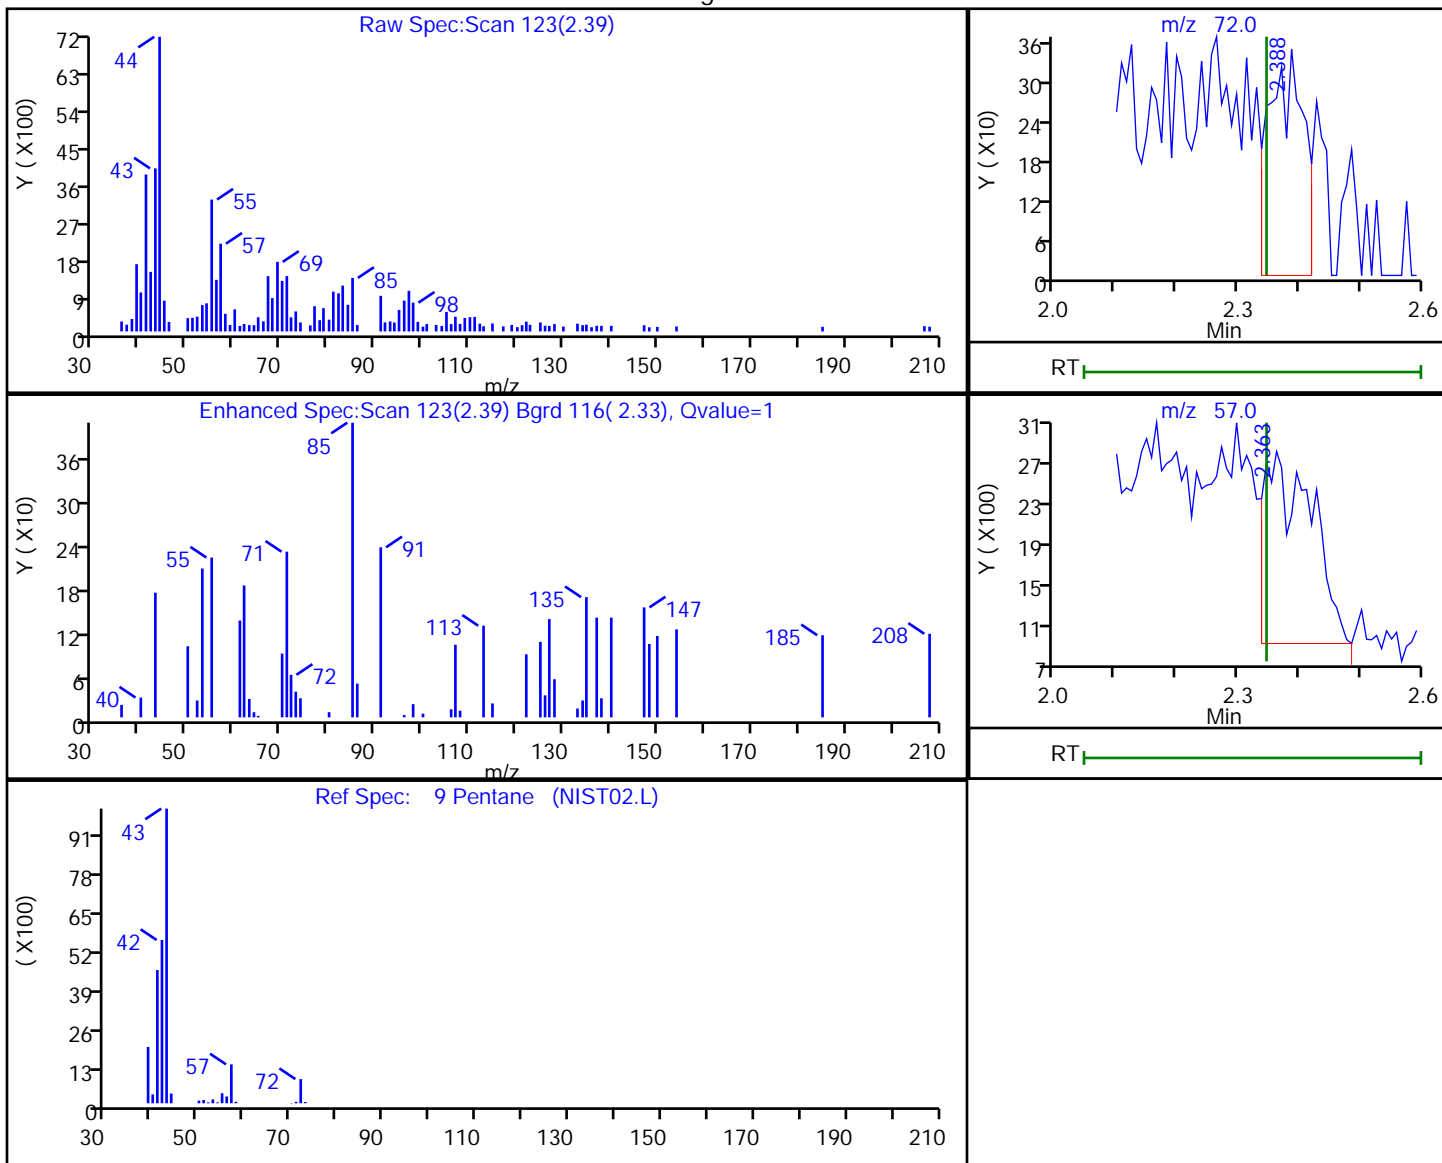 Raw Spec:Scan 123(2.39)
Y ( X100)
72
63
54
45
36
27
18
9
0
44
43
55
57
69
85
98
30 50 70 90 110 130 150 170 190 210
m/z
m/z 72.0
Y ( X10)
36
30
24
18
12
6
0
2.388
2.0 2.3 2.6
Min
RT
Enhanced Spec:Scan 123(2.39) Bgrd 116( 2.33), Qvalue=1
Y ( X10)
36
30
24
18
12
6
0
85
55
71
91
40
72
113
135
147
185
208
30 50 70 90 110 130 150 170 190 210
m/z
m/z 57.0
Y ( X100)
31
27
23
19
15
11
7
2.363
2.0 2.3 2.6
Min
RT
Ref Spec: 9 Pentane (NIST02.L)
( X100)
91
78
65
52
39
26
13
0
43
42
57
72
30 50 70 90 110 130 150 170 190 210